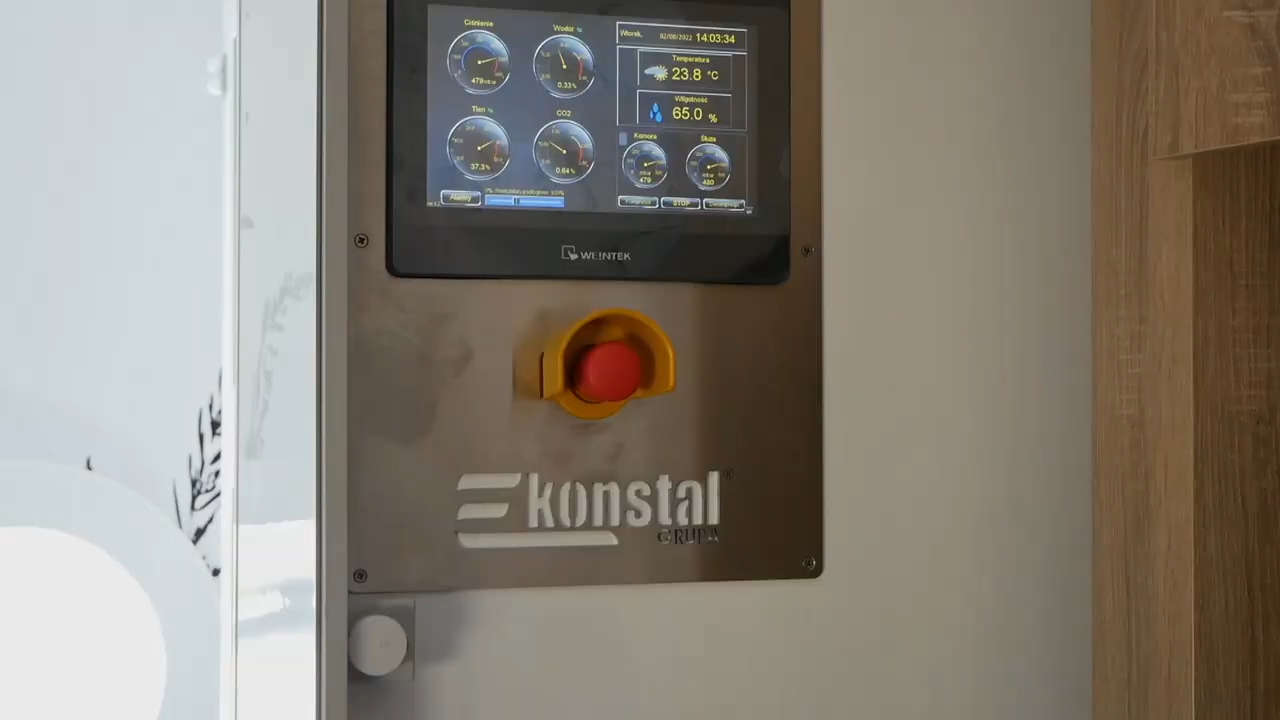 Ciśnienie
479 mBar
Wodór %
0.33%
Tlen %
37.3%
CO2
0.64%
Alarmy
Wtorek, 02/08/2022 14:03:34
Temperatura
23.8 °C
Wilgotność
65.0 %
Komora
479
Śluza
480
STOP
WEINTEK
konstal®
GRUPA